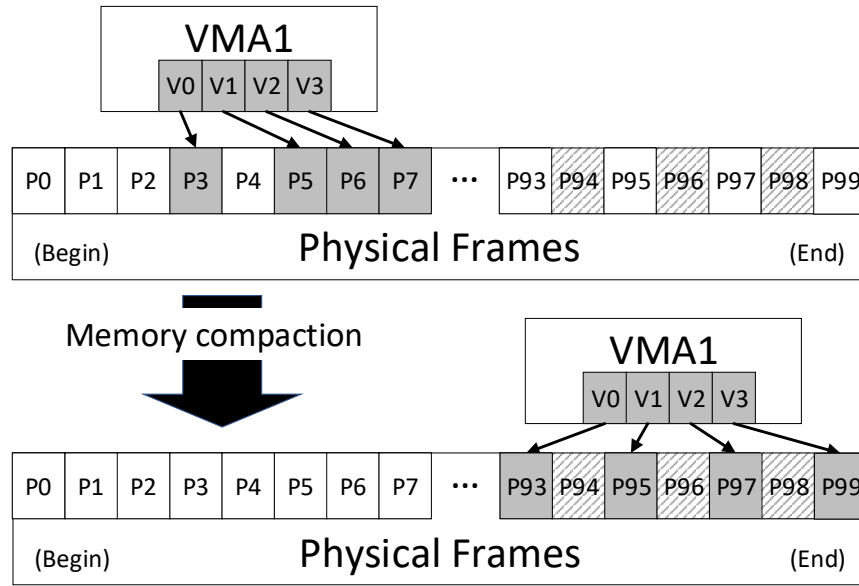 VMA1
V0 V1 V2 V3
P0 P1 P2 P3 P4 P5 P6 P7 ... P93 P94 P95 P96 P97 P98 P99
(Begin) Physical Frames (End)
Memory compaction
VMA1
V0 V1 V2 V3
P0 P1 P2 P3 P4 P5 P6 P7 ... P93 P94 P95 P96 P97 P98 P99
(Begin) Physical Frames (End)